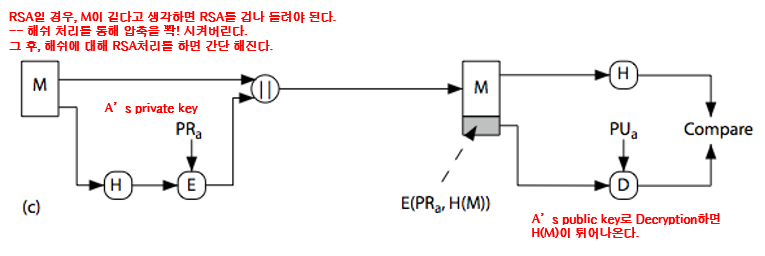 RSA일 경우, M이 길다고 생각하면 RSA를 겁나 돌려야 된다.
-- 해쉬 처리를 통해 압축을 팍! 시켜버린다.
그 후, 해쉬에 대해 RSA처리를 하면 간단 해진다.
M
||
M
H
A's private key
PRa
PUa
Compare
H
E
D
E(PRa, H(M))
(c)
A's public key로 Decryption하면
H(M)이 튀어나온다.